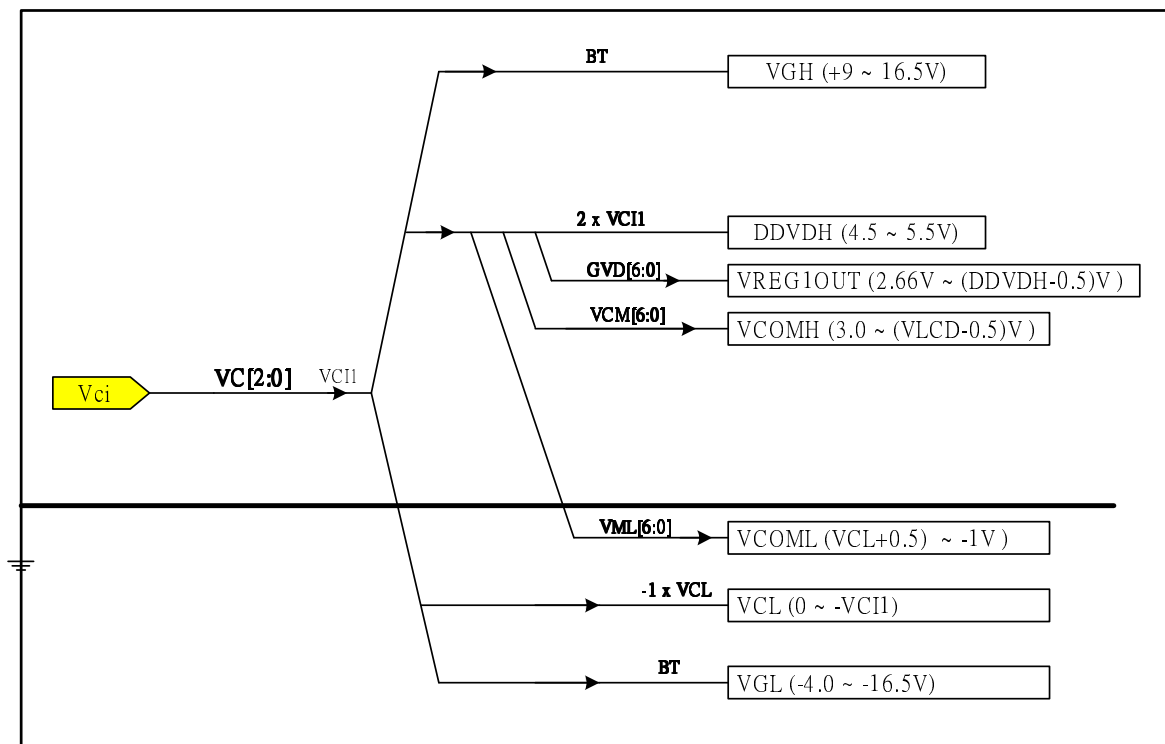 BT
VGH (+9 ~ 16.5V)
2 x VCI1
DDVDH (4.5 ~ 5.5V)
GVD[6:0]
VREG1OUT (2.66V ~ (DDVDH-0.5)V )
VCM[6:0]
VCOMH (3.0 ~ (VLCD-0.5)V )
Vci
VC[2:0]
VCI1
VML[6:0]
VCOML (VCL+0.5) ~ -1V )
-1 x VCL
VCL (0 ~ -VCI1)
BT
VGL (-4.0 ~ -16.5V)